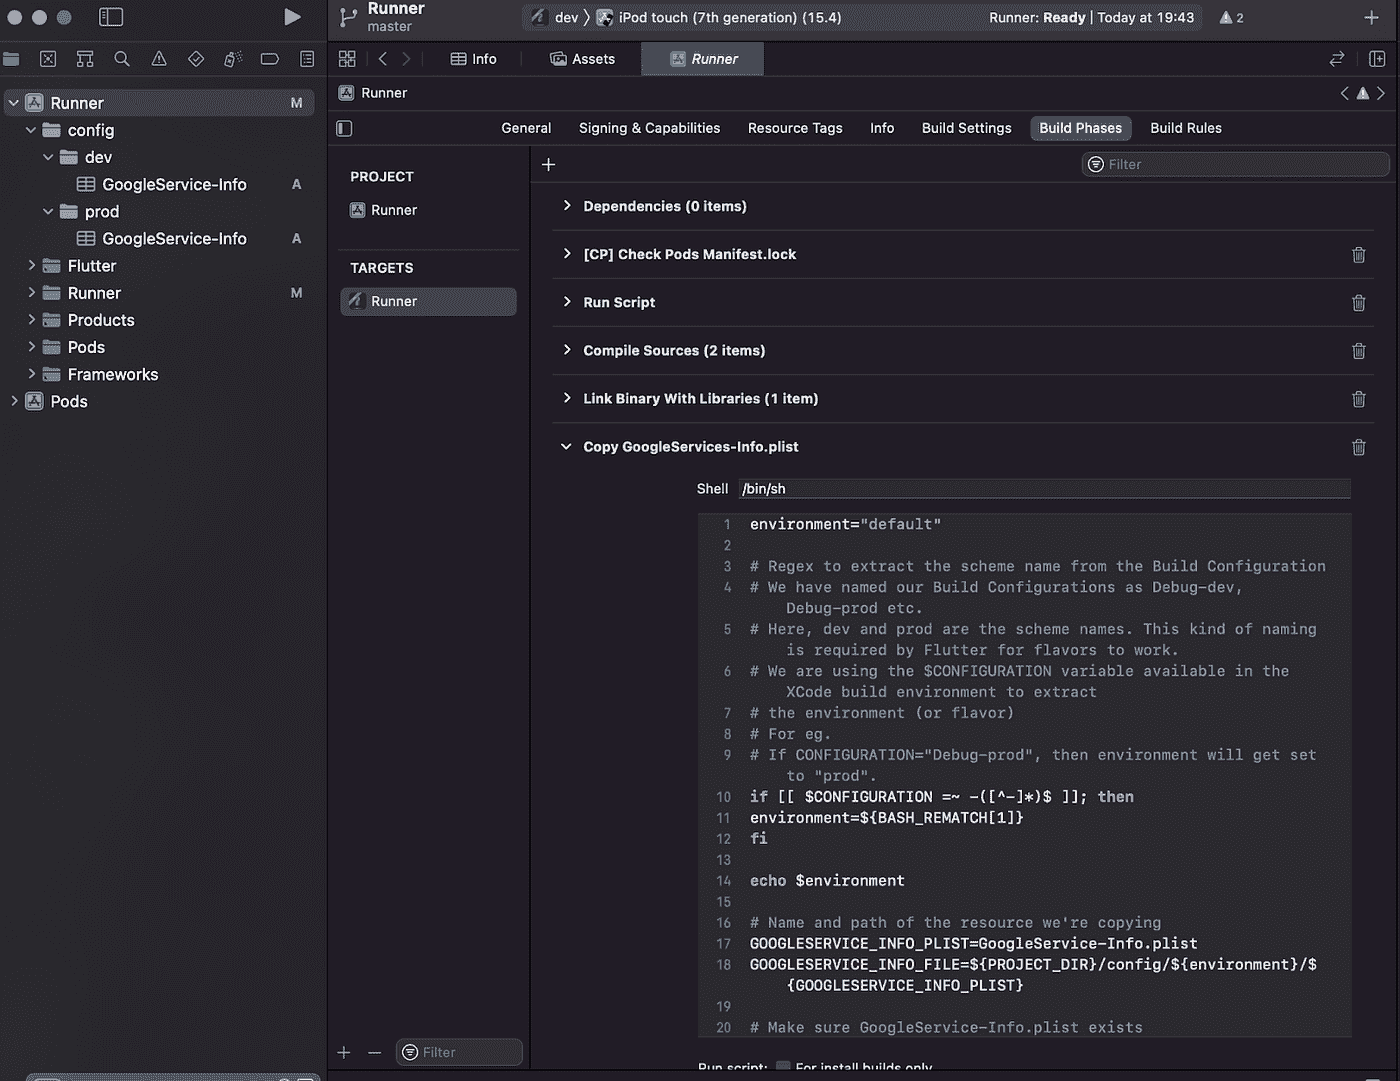 Runner
master
dev
iPod touch (7th generation) (15.4)
Runner: Ready | Today at 19:43
2
Info
Assets
Runner
Runner
General
Signing & Capabilities
Resource Tags
Info
Build Settings
Build Phases
Build Rules
Runner M
config
dev
GoogleService-Info A
prod
GoogleService-Info A
Flutter
Runner M
Products
Pods
Frameworks
Pods
PROJECT
Runner
TARGETS
Runner
Filter
Filter
Dependencies (0 items)
[CP] Check Pods Manifest.lock
Run Script
Compile Sources (2 items)
Link Binary With Libraries (1 item)
Copy GoogleServices-Info.plist
Shell /bin/sh
1 environment="default"
2
3 # Regex to extract the scheme name from the Build Configuration
4 # We have named our Build Configurations as Debug-dev,
Debug-prod etc.
5 # Here, dev and prod are the scheme names. This kind of naming
is required by Flutter for flavors to work.
6 # We are using the $CONFIGURATION variable available in the
XCode build environment to extract
7 # the environment (or flavor)
8 # For eg.
9 # If CONFIGURATION="Debug-prod", then environment will get set
to "prod".
10 if [[ $CONFIGURATION =~ -([^-]*)$ ]]; then
11 environment=${BASH_REMATCH[1]}
12 fi
13
14 echo $environment
15
16 # Name and path of the resource we're copying
17 GOOGLESERVICE_INFO_PLIST=GoogleService-Info.plist
18 GOOGLESERVICE_INFO_FILE=${PROJECT_DIR}/config/${environment}/$
{GOOGLESERVICE_INFO_PLIST}
19
20 # Make sure GoogleService-Info.plist exists
Run script: For install builds only